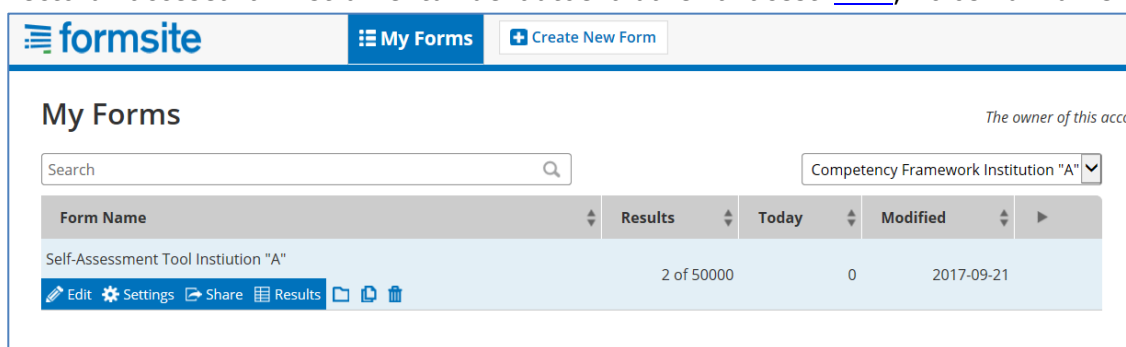 formsite My Forms Create New Form
My Forms
The owner of this acco
Search Competency Framework Institution "A"
Form Name Results Today Modified
Self-Assessment Tool Instiution "A"
2 of 50000 0 2017-09-21
Edit Settings Share Results